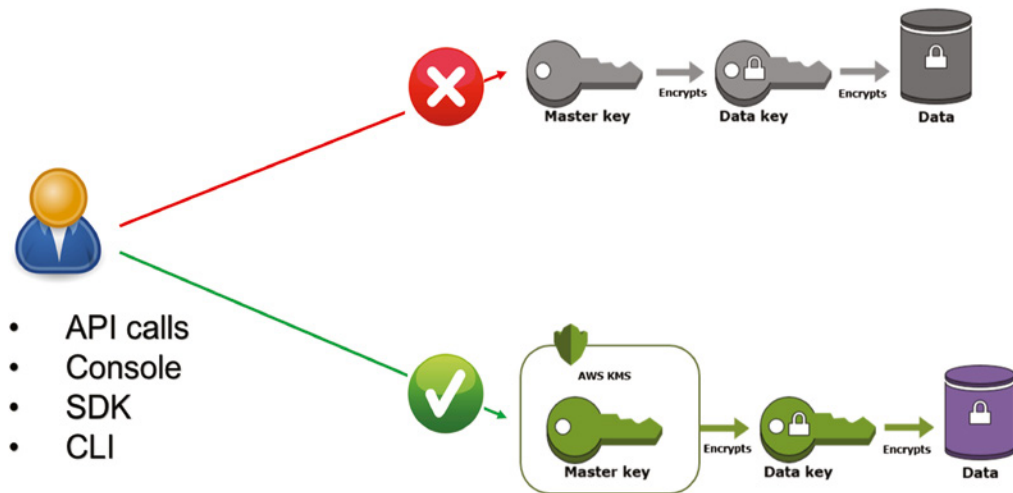 Encrypts
Encrypts
Master key
Data key
Data
• API calls
• Console
• SDK
• CLI
AWS KMS
Encrypts
Encrypts
Master key
Data key
Data